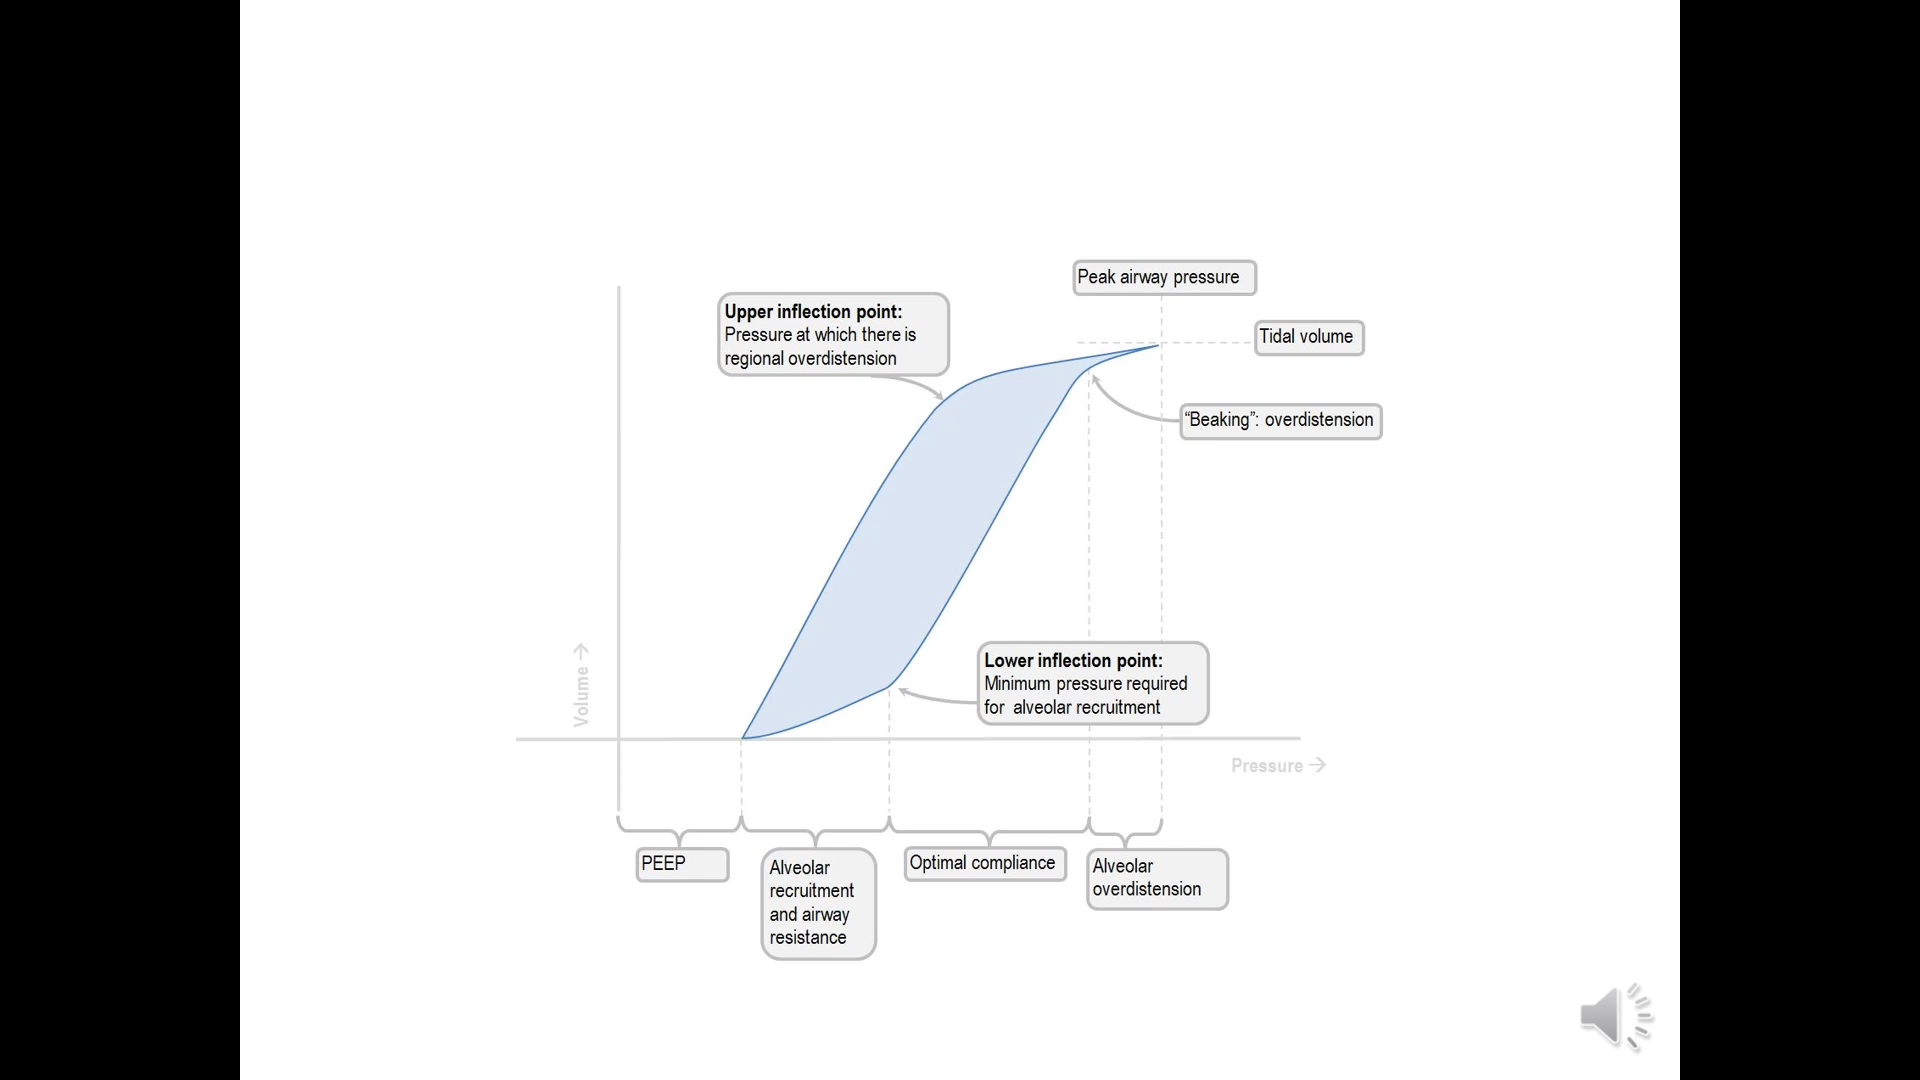 Peak airway pressure
Upper inflection point:
Pressure at which there is
regional overdistension
Tidal volume
“Beaking”: overdistension
Lower inflection point:
Minimum pressure required
for alveolar recruitment
Volume →
Pressure →
PEEP
Alveolar
recruitment
and airway
resistance
Optimal compliance
Alveolar
overdistension